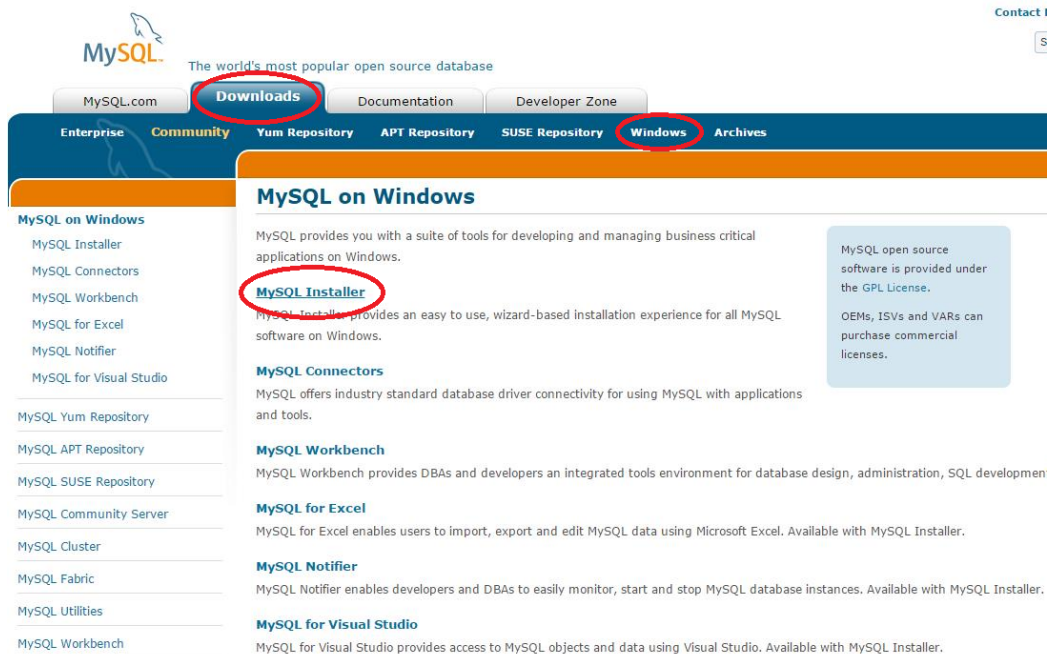 Contact
MySQL
The world's most popular open source database
MySQL.com
Downloads
Documentation
Developer Zone
Enterprise Community Yum Repository APT Repository SUSE Repository Windows Archives
MySQL on Windows
MySQL Installer
MySQL Connectors
MySQL Workbench
MySQL for Excel
MySQL Notifier
MySQL for Visual Studio
MySQL Yum Repository
MySQL APT Repository
MySQL SUSE Repository
MySQL Community Server
MySQL Cluster
MySQL Fabric
MySQL Utilities
MySQL Workbench
MySQL on Windows
MySQL provides you with a suite of tools for developing and managing business critical
applications on Windows.
MySQL Installer
MySQL Installer provides an easy to use, wizard-based installation experience for all MySQL
software on Windows.
MySQL Connectors
MySQL offers industry standard database driver connectivity for using MySQL with applications
and tools.
MySQL Workbench
MySQL Workbench provides DBAs and developers an integrated tools environment for database design, administration, SQL development
MySQL for Excel
MySQL for Excel enables users to import, export and edit MySQL data using Microsoft Excel. Available with MySQL Installer.
MySQL Notifier
MySQL Notifier enables developers and DBAs to easily monitor, start and stop MySQL database instances. Available with MySQL Installer.
MySQL for Visual Studio
MySQL for Visual Studio provides access to MySQL objects and data using Visual Studio. Available with MySQL Installer.
MySQL open source
software is provided under
the GPL License.
OEMs, ISVs and VARs can
purchase commercial
licenses.